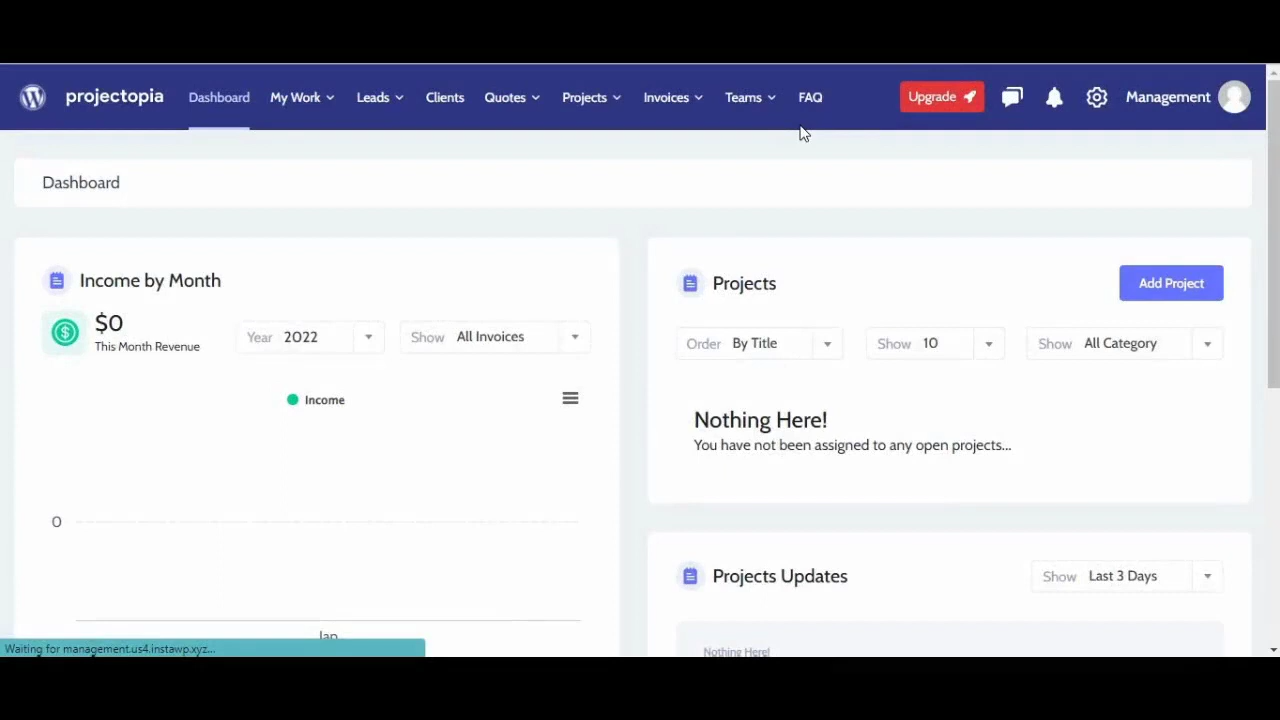 projectopia Dashboard My Work Leads Clients Quotes Projects Invoices Teams FAQ Upgrade Management
Dashboard
Income by Month
$0
This Month Revenue
Year 2022
Show All Invoices
Income
0
Jan
Projects
Add Project
Order By Title
Show 10
Show All Category
Nothing Here!
You have not been assigned to any open projects...
Projects Updates
Show Last 3 Days
Nothing Here!
Waiting for management.us4.instawp.xyz...